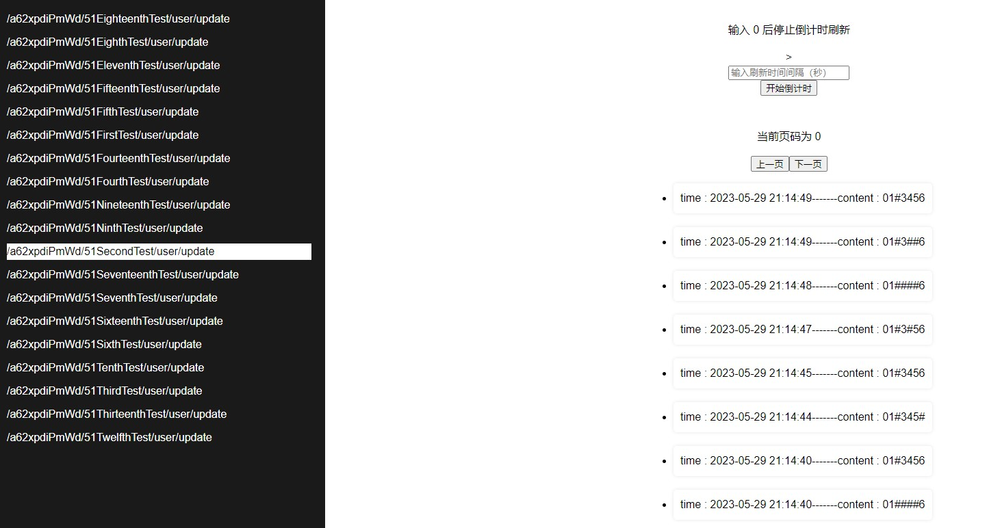 /a62xpdiPmWd/51EighteenthTest/user/update
/a62xpdiPmWd/51EighthTest/user/update
/a62xpdiPmWd/51EleventhTest/user/update
/a62xpdiPmWd/51FifteenthTest/user/update
/a62xpdiPmWd/51FifthTest/user/update
/a62xpdiPmWd/51FirstTest/user/update
/a62xpdiPmWd/51FourteenthTest/user/update
/a62xpdiPmWd/51FourthTest/user/update
/a62xpdiPmWd/51NineteenthTest/user/update
/a62xpdiPmWd/51NinthTest/user/update
/a62xpdiPmWd/51SecondTest/user/update
/a62xpdiPmWd/51SeventeenthTest/user/update
/a62xpdiPmWd/51SeventhTest/user/update
/a62xpdiPmWd/51SixteenthTest/user/update
/a62xpdiPmWd/51SixthTest/user/update
/a62xpdiPmWd/51TenthTest/user/update
/a62xpdiPmWd/51ThirdTest/user/update
/a62xpdiPmWd/51ThirteenthTest/user/update
/a62xpdiPmWd/51TwelfthTest/user/update
输入 0 后停止倒计时刷新
>
输入刷新时间间隔（秒）
开始倒计时
当前页码为 0
上一页 下一页
time : 2023-05-29 21:14:49-------content : 01#3456
time : 2023-05-29 21:14:49-------content : 01#3##6
time : 2023-05-29 21:14:48-------content : 01####6
time : 2023-05-29 21:14:47-------content : 01#3#56
time : 2023-05-29 21:14:45-------content : 01#3456
time : 2023-05-29 21:14:44-------content : 01#345#
time : 2023-05-29 21:14:40-------content : 01#3456
time : 2023-05-29 21:14:40-------content : 01####6